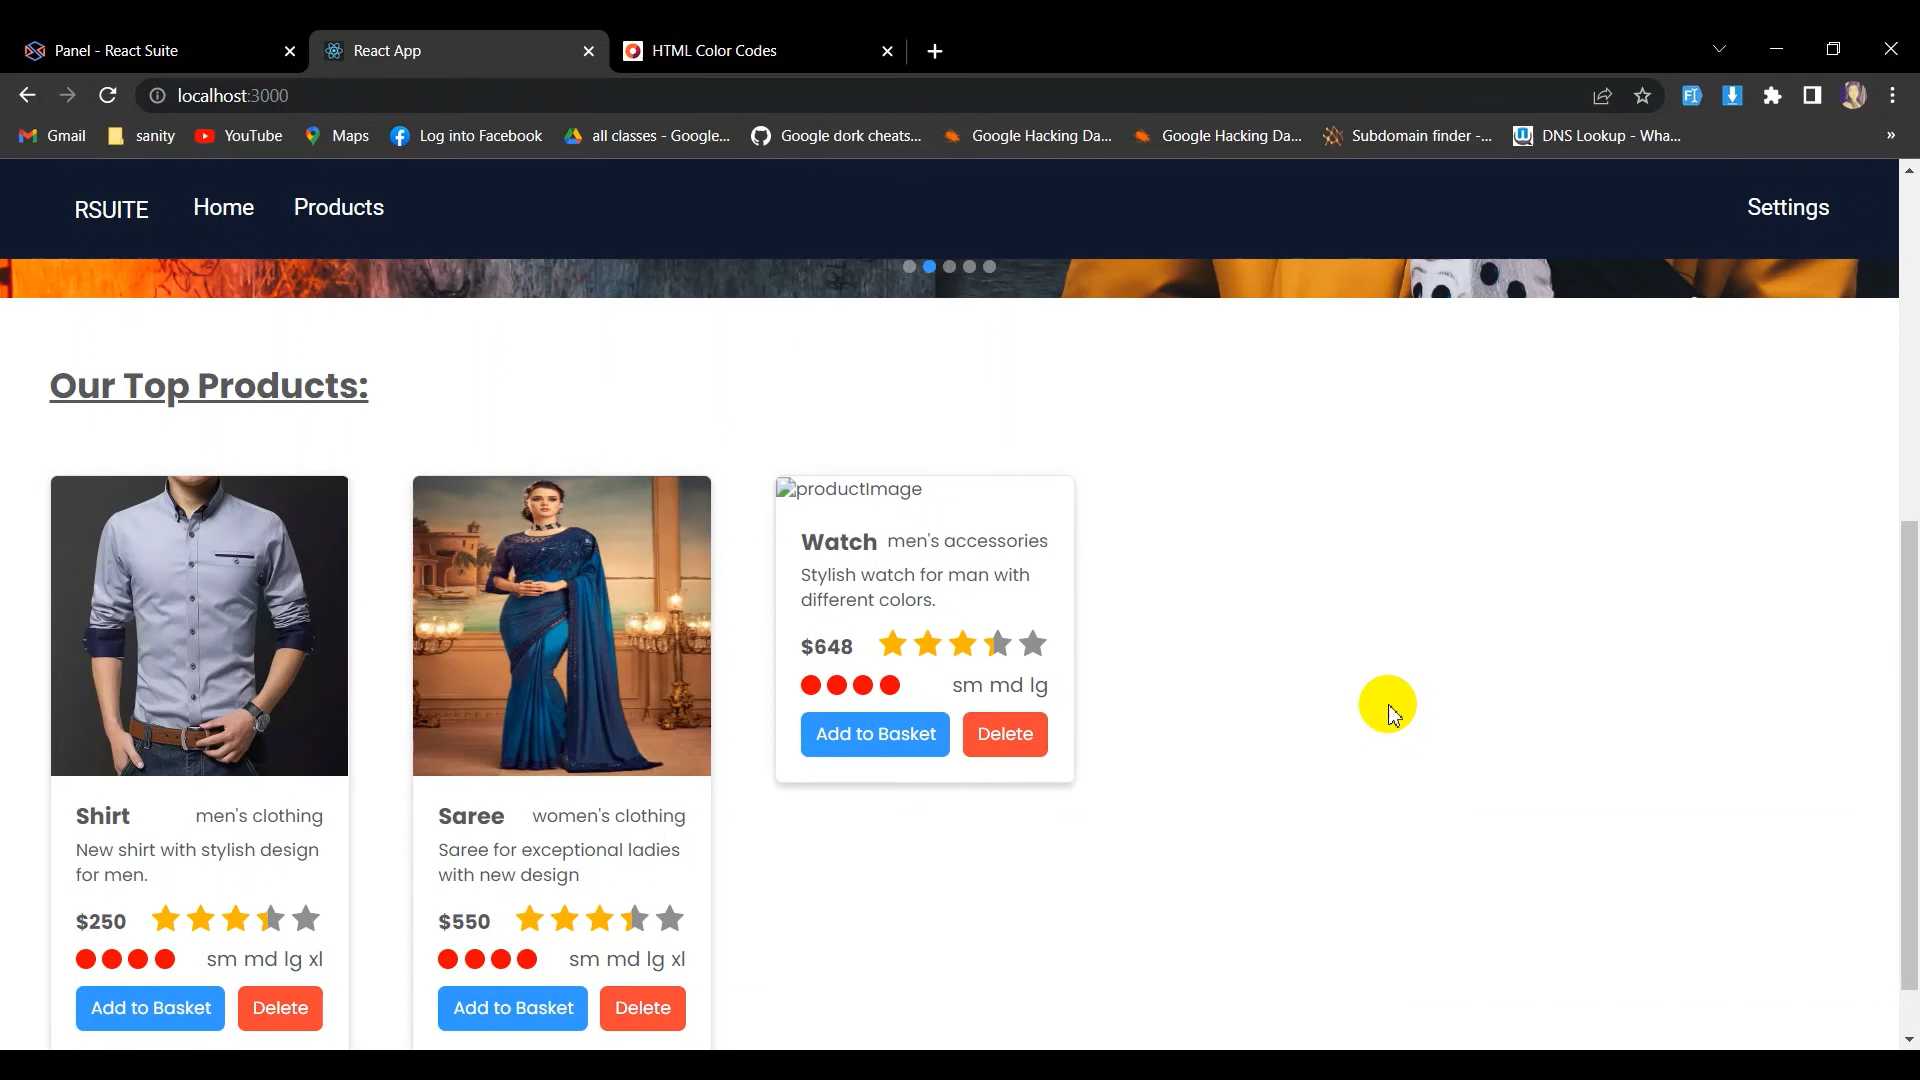 Panel - React Suite
React App
HTML Color Codes
localhost:3000
Gmail
sanity
YouTube
Maps
Log into Facebook
all classes - Google...
Google dork cheats...
Google Hacking Da...
Google Hacking Da...
Subdomain finder -...
DNS Lookup - Wha...
»
RSUITE
Home
Products
Settings
Our Top Products:
productImage
Watch men's accessories
Stylish watch for man with
different colors.
$648
sm md lg
Add to Basket
Delete
Shirt men's clothing
New shirt with stylish design
for men.
$250
sm md lg xl
Add to Basket
Delete
Saree women's clothing
Saree for exceptional ladies
with new design
$550
sm md lg xl
Add to Basket
Delete